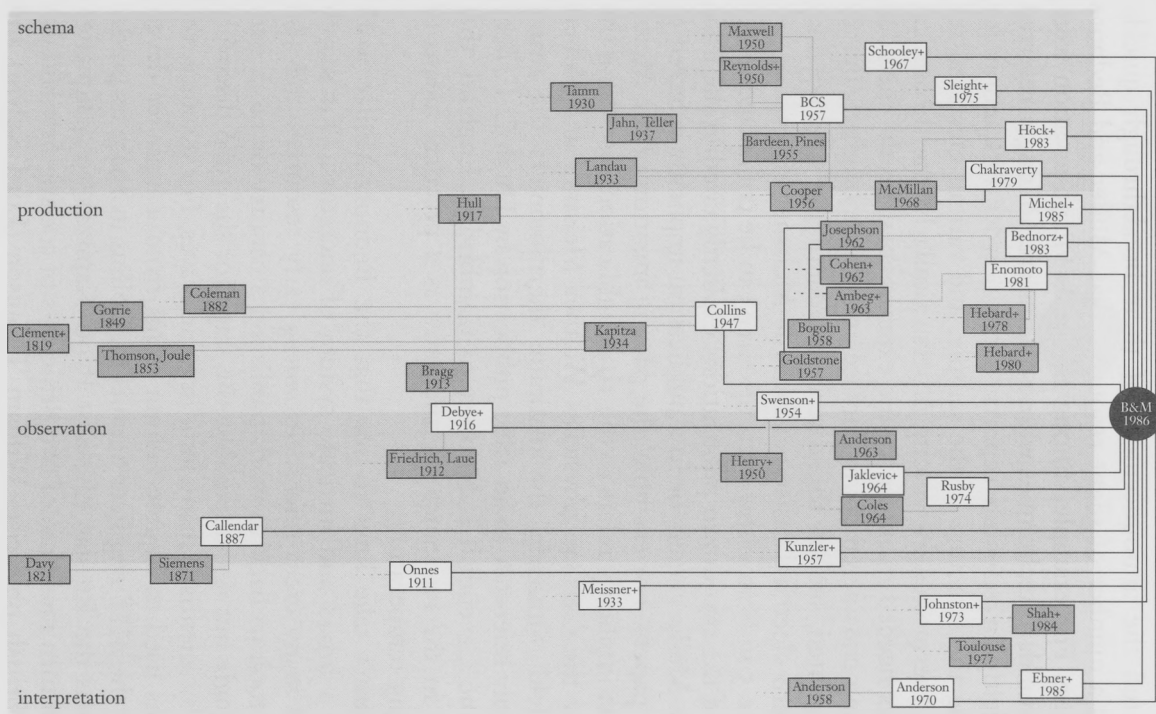 schema
Maxwell
1950
Schooley+
1967
Reynolds+
1950
Sleight+
1975
Tamm
1930
BCS
1957
Jahn, Teller
1937
Höck+
1983
Bardeen, Pines
1955
Landau
1933
Chakraverty
1979
production
Hull
1917
Cooper
1956
McMillan
1968
Michel+
1985
Josephson
1962
Bednorz+
1983
Cohen+
1962
Enomoto
1981
Coleman
1882
Ambeg+
1963
Gorrie
1849
Collins
1947
Hebard+
1978
Clément+
1819
Kapitza
1934
Bogoliu
1958
Thomson, Joule
1853
Hebard+
1980
Goldstone
1957
Bragg
1913
Swenson+
1954
B&M
1986
Debye+
1916
observation
Anderson
1963
Friedrich, Laue
1912
Henry+
1950
Jaklevic+
1964
Rusby
1974
Coles
1964
Callendar
1887
Kunzler+
1957
Davy
1821
Siemens
1871
Onnes
1911
Meissner+
1933
Johnston+
1973
Shah+
1984
Toulouse
1977
Ebner+
1985
Anderson
1958
Anderson
1970
interpretation